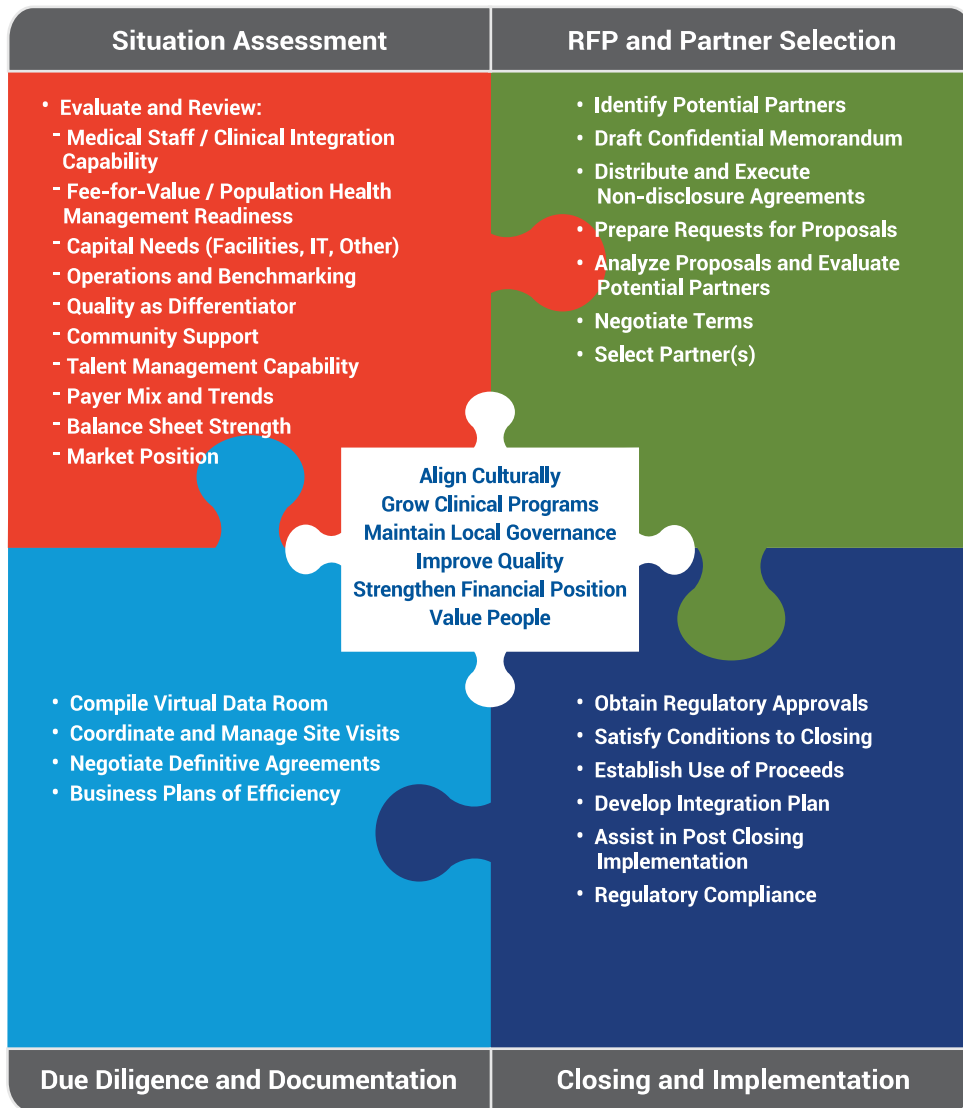 Situation Assessment
• Evaluate and Review:
- Medical Staff / Clinical Integration
Capability
- Fee-for-Value / Population Health
Management Readiness
- Capital Needs (Facilities, IT, Other)
- Operations and Benchmarking
- Quality as Differentiator
- Community Support
- Talent Management Capability
- Payer Mix and Trends
- Balance Sheet Strength
- Market Position
RFP and Partner Selection
• Identify Potential Partners
• Draft Confidential Memorandum
• Distribute and Execute
Non-disclosure Agreements
• Prepare Requests for Proposals
• Analyze Proposals and Evaluate
Potential Partners
• Negotiate Terms
• Select Partner(s)
Align Culturally
Grow Clinical Programs
Maintain Local Governance
Improve Quality
Strengthen Financial Position
Value People
• Compile Virtual Data Room
• Coordinate and Manage Site Visits
• Negotiate Definitive Agreements
• Business Plans of Efficiency
Due Diligence and Documentation
• Obtain Regulatory Approvals
• Satisfy Conditions to Closing
• Establish Use of Proceeds
• Develop Integration Plan
• Assist in Post Closing
Implementation
• Regulatory Compliance
Closing and Implementation